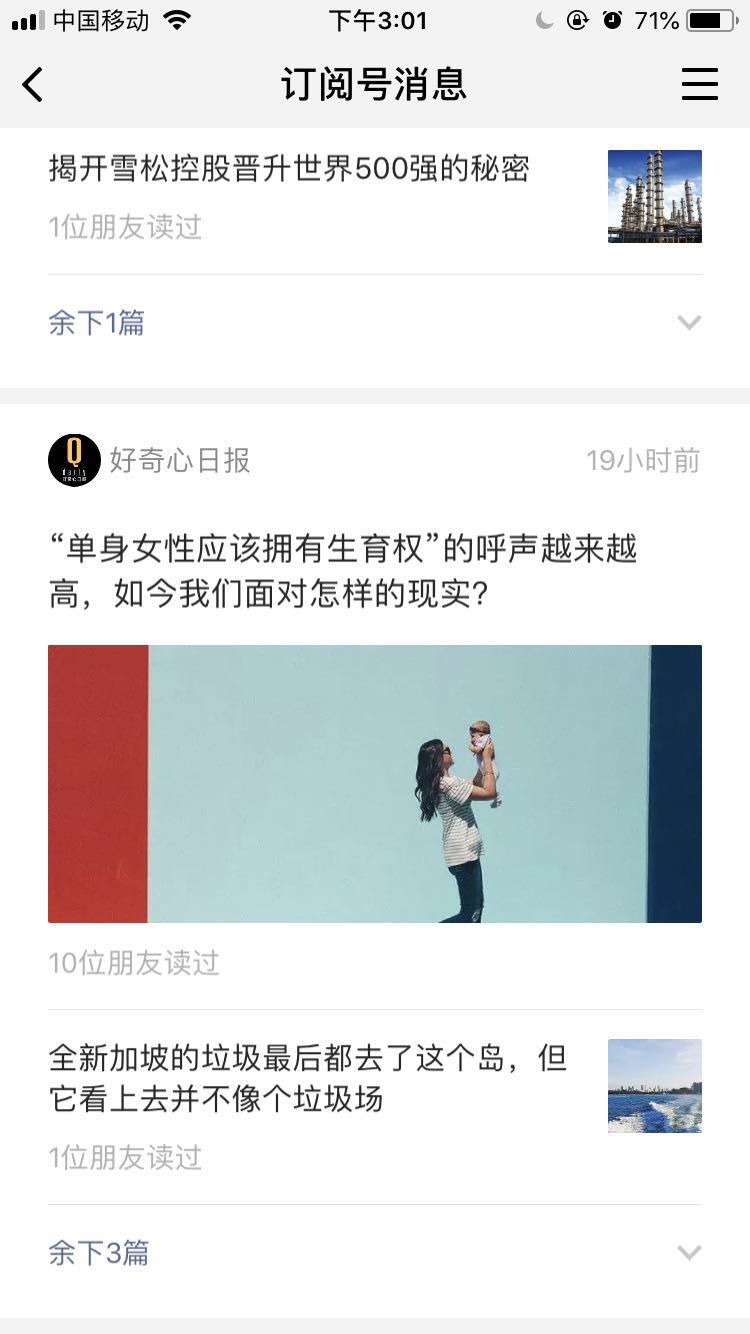 中国移动 下午3:01 71%
订阅号消息
揭开雪松控股晋升世界500强的秘密
1位朋友读过
余下1篇
Q
daily
好奇心日报 19小时前
“单身女性应该拥有生育权”的呼声越来越
高，如今我们面对怎样的现实?
10位朋友读过
全新加坡的垃圾最后都去了这个岛，但
它看上去并不像个垃圾场
1位朋友读过
余下3篇